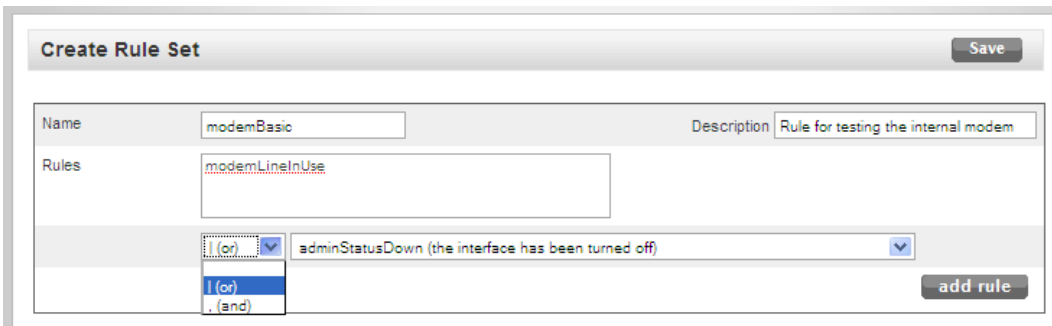 Create Rule Set
Save
Name
modemBasic
Description
Rule for testing the internal modem
Rules
modemLineInUse
| (or)
adminStatusDown (the interface has been turned off)
| (or)
, (and)
add rule